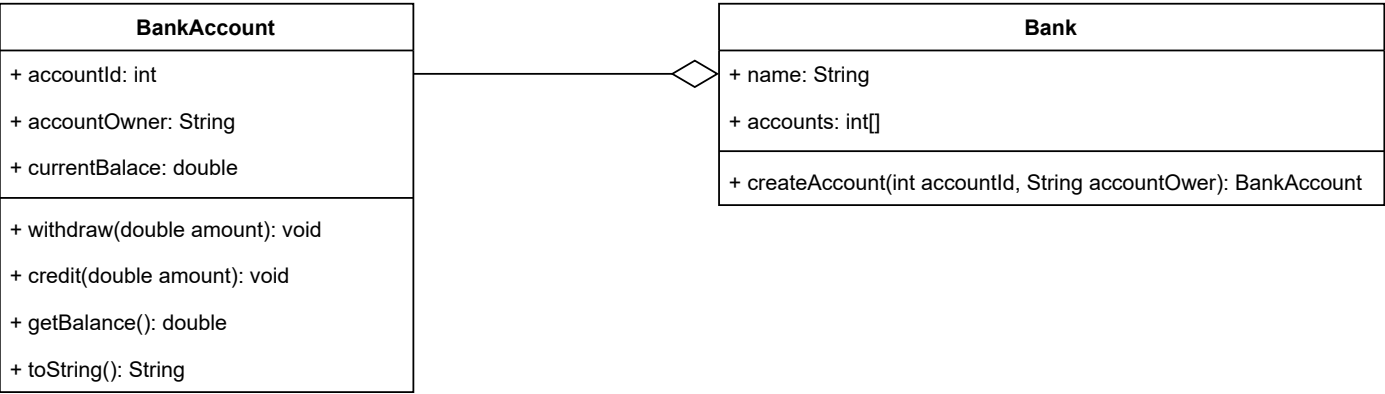 BankAccount
+ accountId: int
+ accountOwner: String
+ currentBalace: double
+ withdraw(double amount): void
+ credit(double amount): void
+ getBalance(): double
+ toString(): String
Bank
+ name: String
+ accounts: int[]
+ createAccount(int accountId, String accountOwer): BankAccount